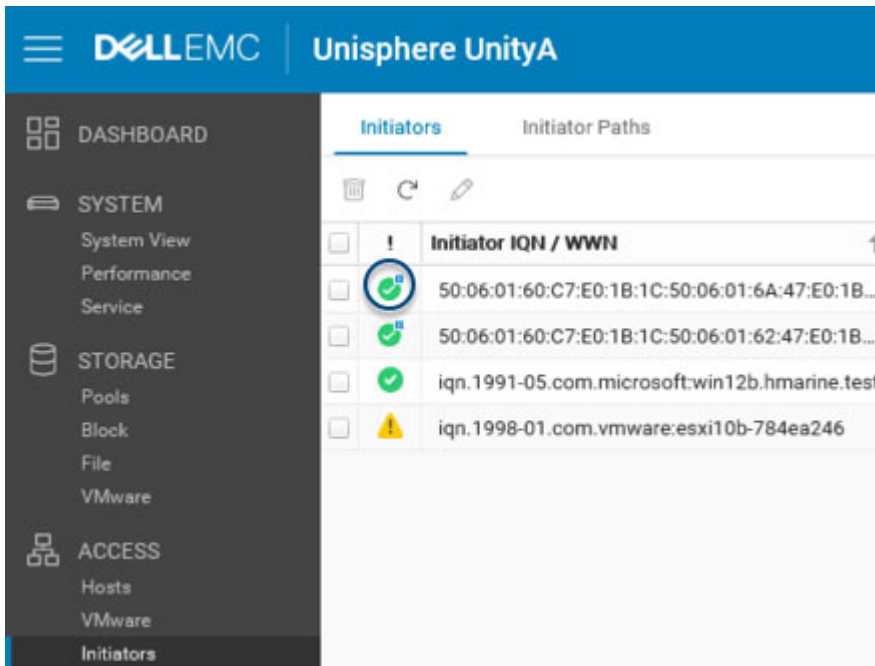 DELLEMC Unisphere UnityA
DASHBOARD
SYSTEM
System View
Performance
Service
STORAGE
Pools
Block
File
VMware
ACCESS
Hosts
VMware
Initiators
Initiators Initiator Paths
! Initiator IQN / WWN
50:06:01:60:C7:E0:1B:1C:50:06:01:6A:47:E0:1B...
50:06:01:60:C7:E0:1B:1C:50:06:01:62:47:E0:1B...
iqn.1991-05.com.microsoft:win12b.hmarine.test
iqn.1998-01.com.vmware:esxi10b-784ea246